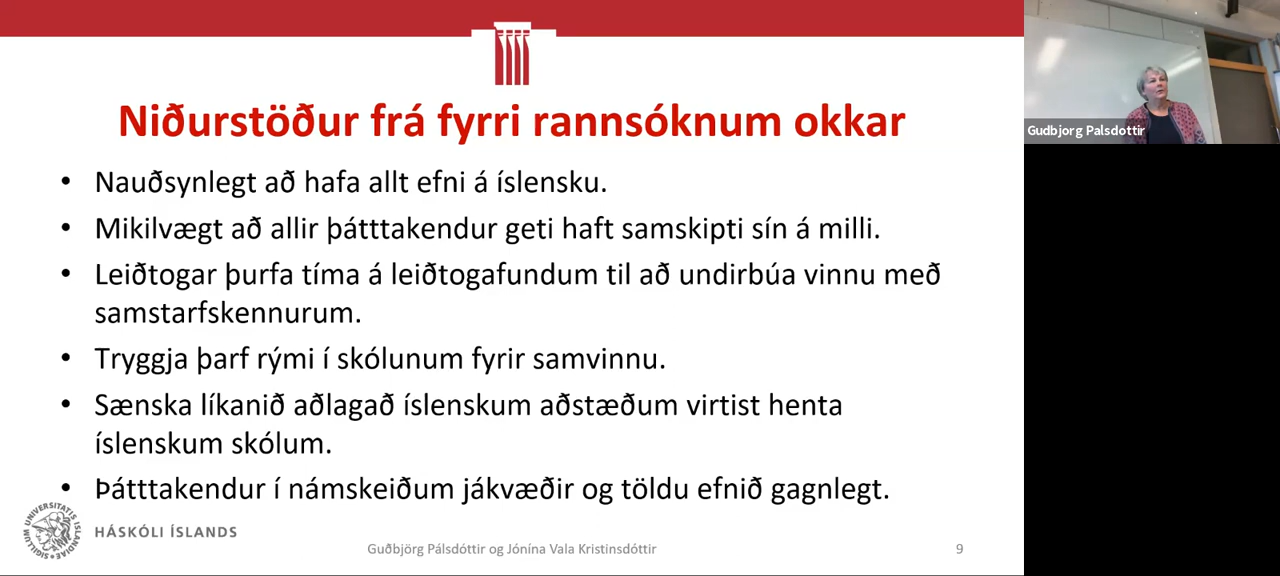 Niðurstöður frá fyrri rannsóknum okkar
• Nauðsynlegt að hafa allt efni á íslensku.
• Mikilvægt að allir þátttakendur geti haft samskipti sín á milli.
• Leiðtogar þurfa tíma á leiðtogafundum til að undirbúa vinnu með
samstarfskennurum.
• Tryggja þarf rými í skólunum fyrir samvinnu.
• Sænska líkanið aðlagað íslenskum aðstæðum virtist henta
íslenskum skólum.
• Þátttakendur í námskeiðum jákvæðir og töldu efnið gagnlegt.
HÁSKÓLI ÍSLANDS
Guðbjörg Pálsdóttir og Jónína Vala Kristinsdóttir
9
Gudbjorg Palsdottir